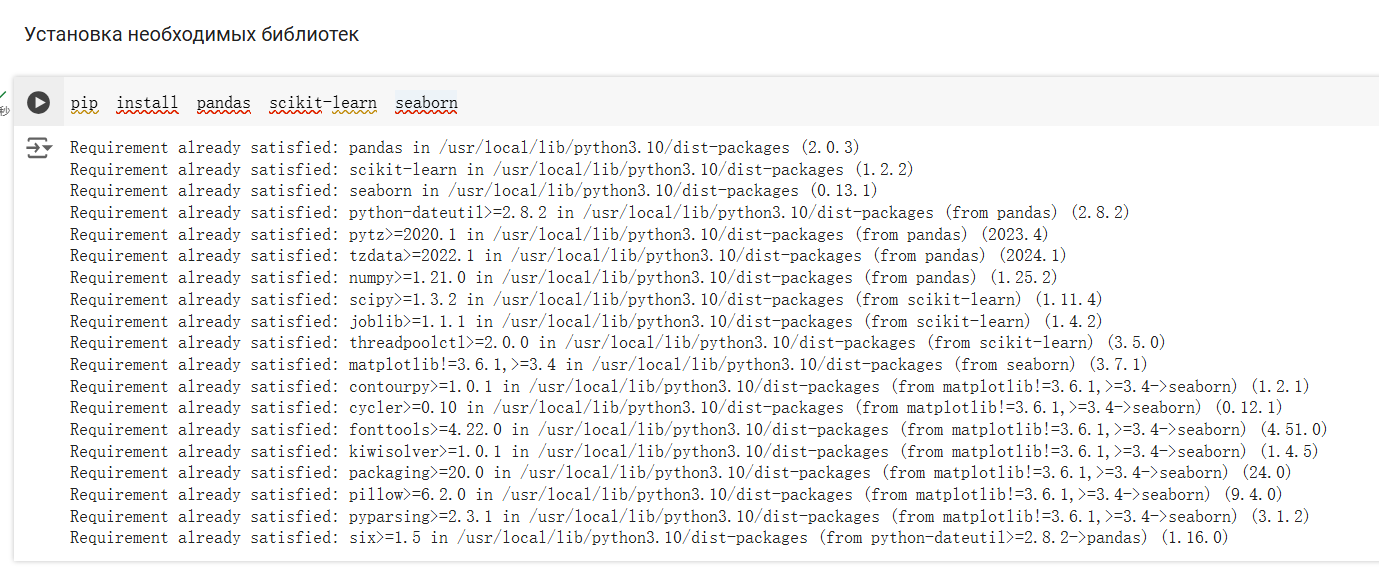 Установка необходимых библиотек
秒
pip install pandas scikit-learn seaborn
Requirement already satisfied: pandas in /usr/local/lib/python3.10/dist-packages (2.0.3)
Requirement already satisfied: scikit-learn in /usr/local/lib/python3.10/dist-packages (1.2.2)
Requirement already satisfied: seaborn in /usr/local/lib/python3.10/dist-packages (0.13.1)
Requirement already satisfied: python-dateutil>=2.8.2 in /usr/local/lib/python3.10/dist-packages (from pandas) (2.8.2)
Requirement already satisfied: pytz>=2020.1 in /usr/local/lib/python3.10/dist-packages (from pandas) (2023.4)
Requirement already satisfied: tzdata>=2022.1 in /usr/local/lib/python3.10/dist-packages (from pandas) (2024.1)
Requirement already satisfied: numpy>=1.21.0 in /usr/local/lib/python3.10/dist-packages (from pandas) (1.25.2)
Requirement already satisfied: scipy>=1.3.2 in /usr/local/lib/python3.10/dist-packages (from scikit-learn) (1.11.4)
Requirement already satisfied: joblib>=1.1.1 in /usr/local/lib/python3.10/dist-packages (from scikit-learn) (1.4.2)
Requirement already satisfied: threadpoolctl>=2.0.0 in /usr/local/lib/python3.10/dist-packages (from scikit-learn) (3.5.0)
Requirement already satisfied: matplotlib!=3.6.1,>=3.4 in /usr/local/lib/python3.10/dist-packages (from seaborn) (3.7.1)
Requirement already satisfied: contourpy>=1.0.1 in /usr/local/lib/python3.10/dist-packages (from matplotlib!=3.6.1,>=3.4->seaborn) (1.2.1)
Requirement already satisfied: cycler>=0.10 in /usr/local/lib/python3.10/dist-packages (from matplotlib!=3.6.1,>=3.4->seaborn) (0.12.1)
Requirement already satisfied: fonttools>=4.22.0 in /usr/local/lib/python3.10/dist-packages (from matplotlib!=3.6.1,>=3.4->seaborn) (4.51.0)
Requirement already satisfied: kiwisolver>=1.0.1 in /usr/local/lib/python3.10/dist-packages (from matplotlib!=3.6.1,>=3.4->seaborn) (1.4.5)
Requirement already satisfied: packaging>=20.0 in /usr/local/lib/python3.10/dist-packages (from matplotlib!=3.6.1,>=3.4->seaborn) (24.0)
Requirement already satisfied: pillow>=6.2.0 in /usr/local/lib/python3.10/dist-packages (from matplotlib!=3.6.1,>=3.4->seaborn) (9.4.0)
Requirement already satisfied: pyparsing>=2.3.1 in /usr/local/lib/python3.10/dist-packages (from matplotlib!=3.6.1,>=3.4->seaborn) (3.1.2)
Requirement already satisfied: six>=1.5 in /usr/local/lib/python3.10/dist-packages (from python-dateutil>=2.8.2->pandas) (1.16.0)